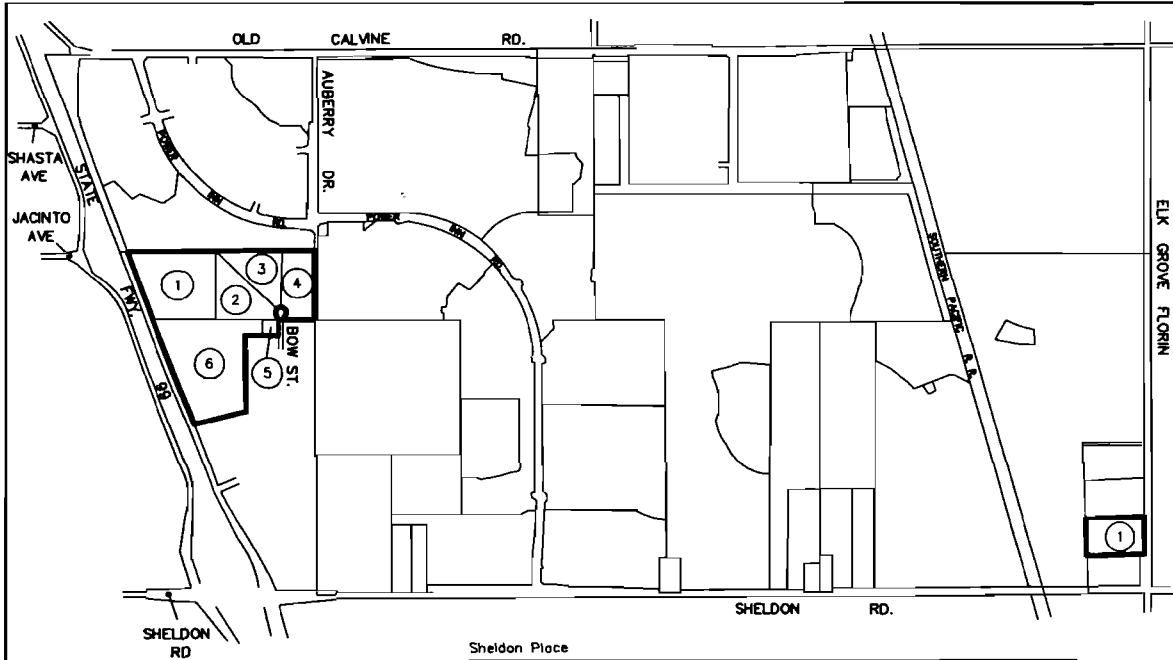 OLD CALVINE RD.
AUBERRY DR.
SHASTA
AVE
STATE
FWY.
99
JACINTO
AVE
POWER INN RD.
POWER INN RD.
1
2
3
4
5
6
BOW ST.
SOUTHERN PACIFIC R. R.
ELK GROVE FLORIN
1
SHELDON RD.
SHELDON
RD
Sheldon Place